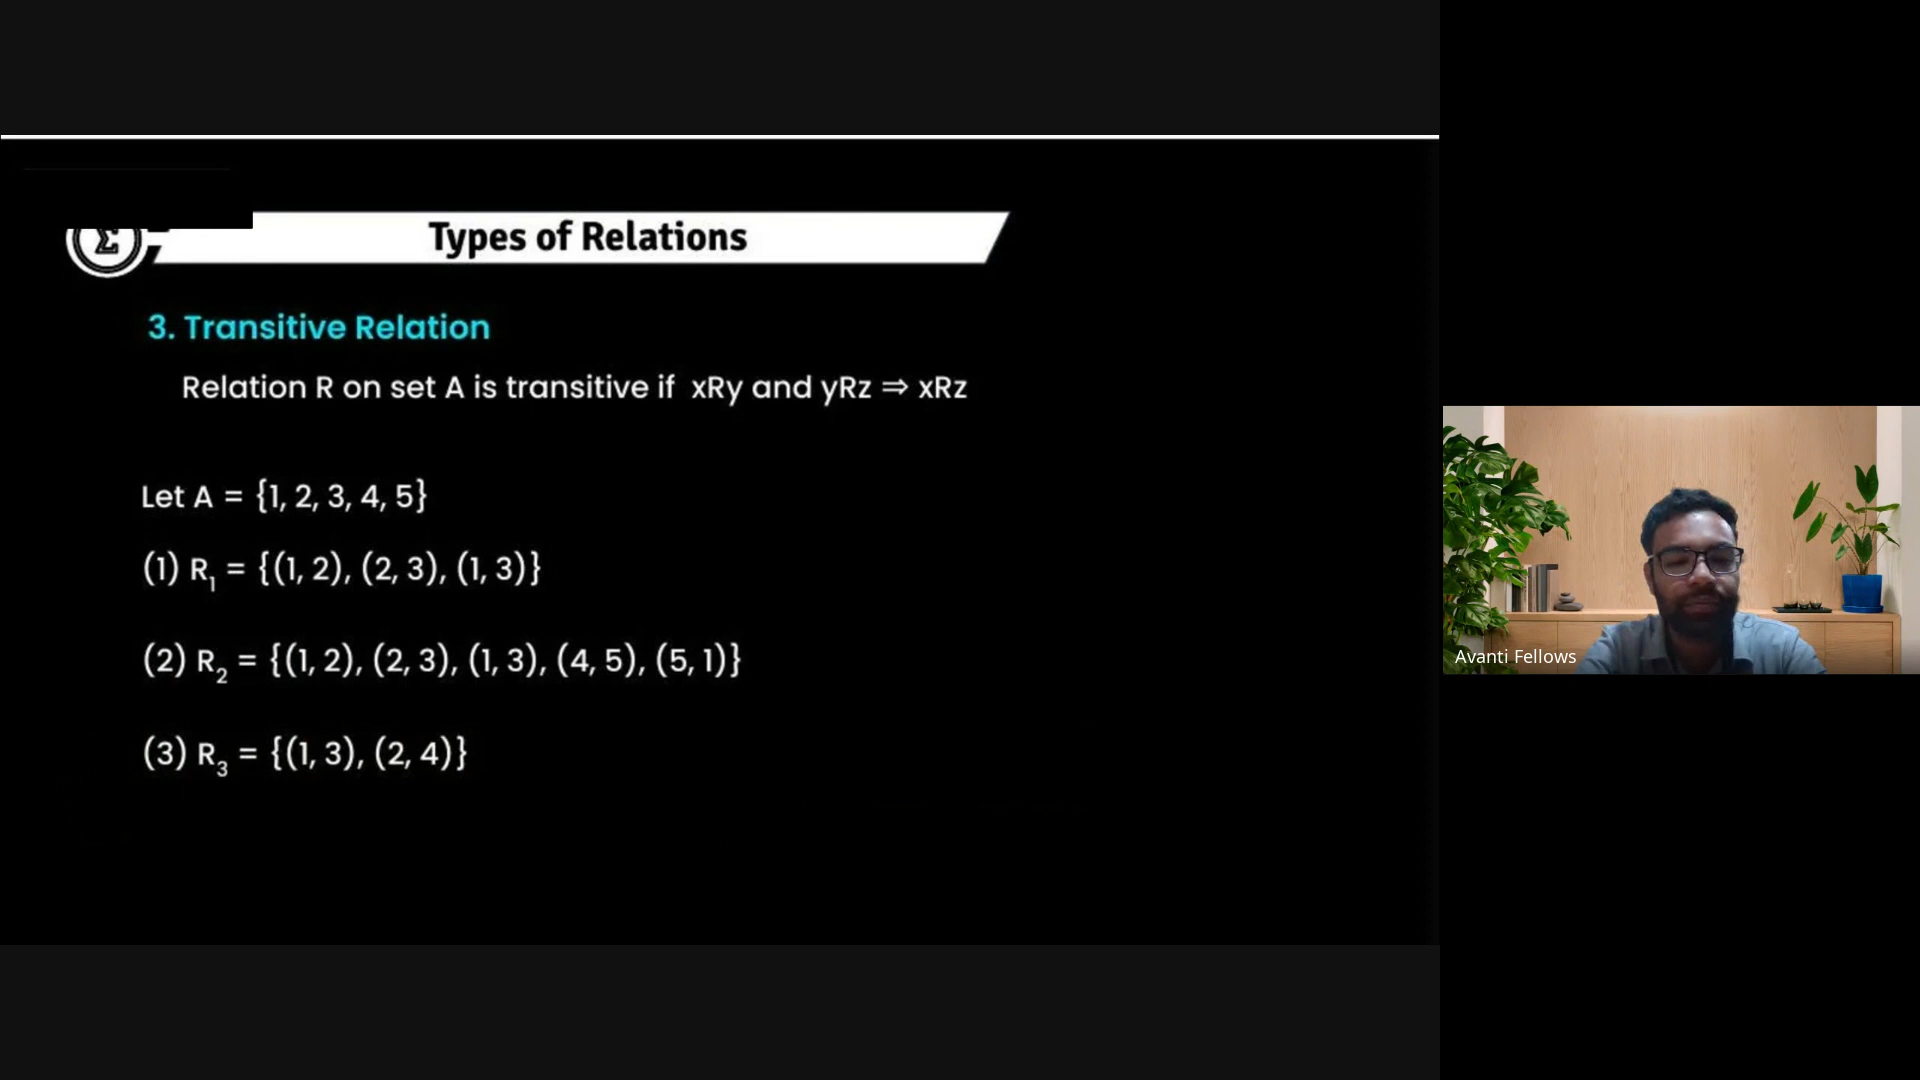 Σ
Types of Relations
3. Transitive Relation
Relation R on set A is transitive if xRy and yRz ⇒ xRz
Let A = {1, 2, 3, 4, 5}
(1) R₁ = {(1, 2), (2, 3), (1, 3)}
(2) R₂ = {(1, 2), (2, 3), (1, 3), (4, 5), (5, 1)}
(3) R₃ = {(1, 3), (2, 4)}
Avanti Fellows